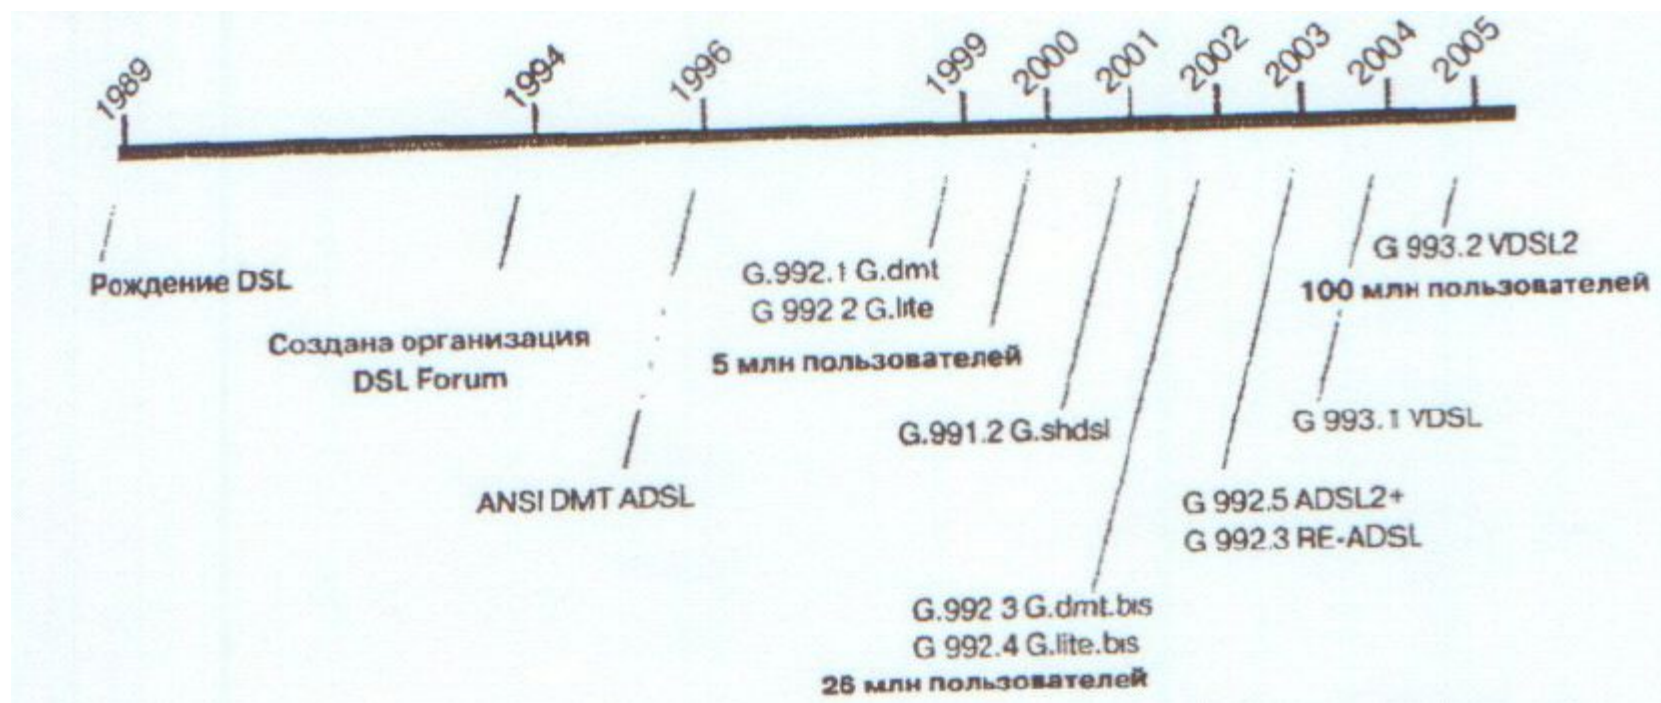 1989
1994
1996
1999
2000
2001
2002
2003
2004
2005
Рождение DSL
Создана организация
DSL Forum
ANSI DMT ADSL
G.992.1 G.dmt
G 992 2 G.lite
5 млн пользователей
G.991.2 G.shdsl
G.992 3 G.dmt.bis
G 992.4 G.lite.bis
26 млн пользователей
G 992.5 ADSL2+
G 992.3 RE-ADSL
G 993.1 VDSL
G 993.2 VDSL2
100 млн пользователей